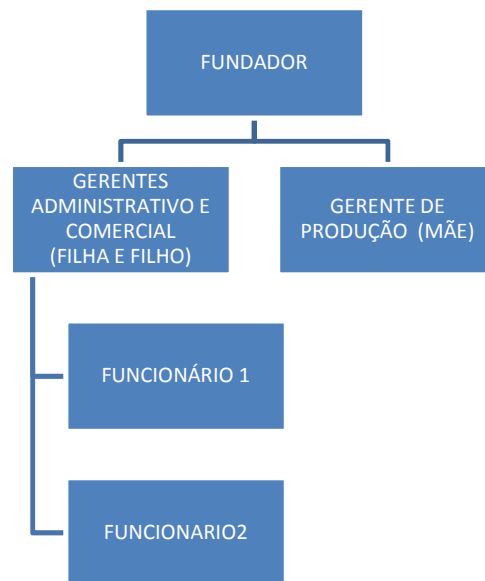 FUNDADOR
GERENTES
ADMINISTRATIVO E
COMERCIAL
(FILHA E FILHO)
GERENTE DE
PRODUÇÃO (MÃE)
FUNCIONÁRIO 1
FUNCIONARIO2